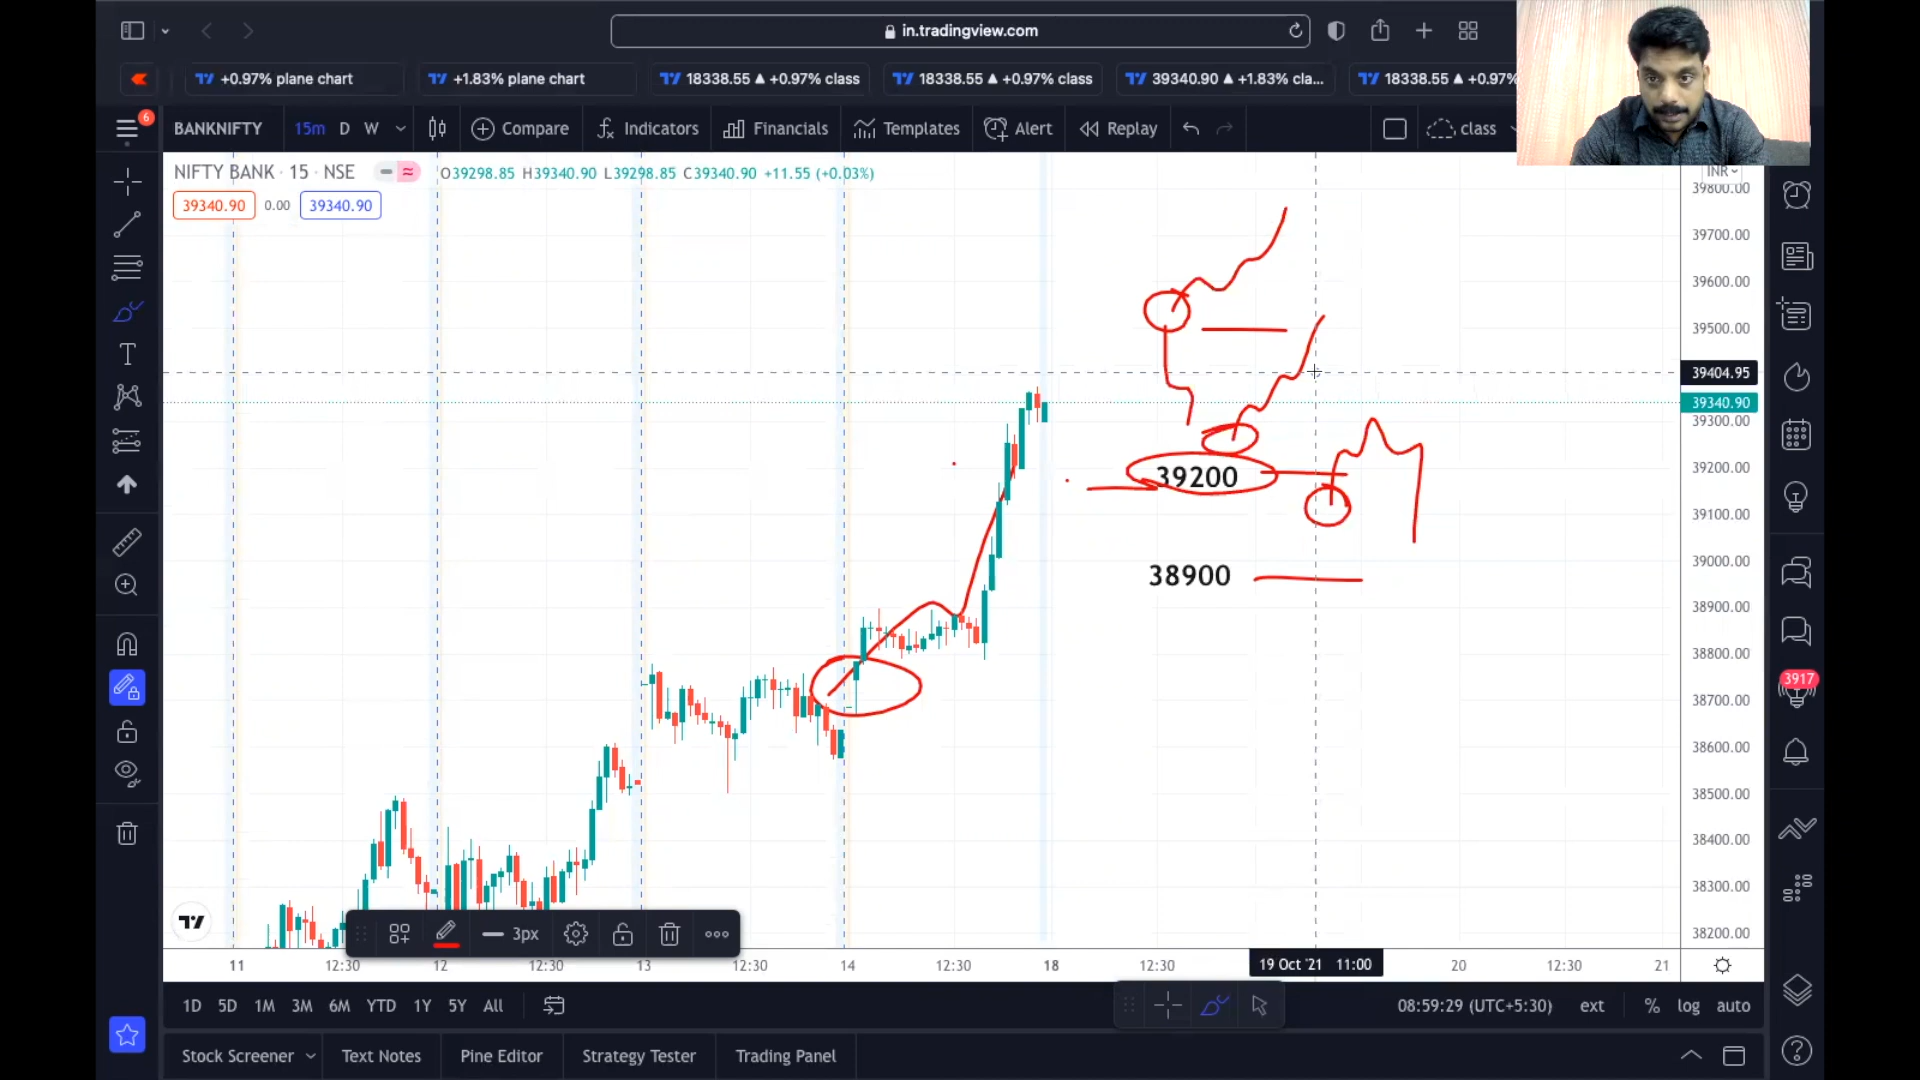 in.tradingview.com
+0.97% plane chart
+1.83% plane chart
18338.55 ▲ +0.97% class
18338.55 ▲ +0.97% class
39340.90 ▲ +1.83% cla...
18338.55 ▲ +0.97%
6
BANKNIFTY 15m D W Compare Indicators Financials Templates Alert Replay class
NIFTY BANK · 15 · NSE O39298.85 H39340.90 L39298.85 C39340.90 +11.55 (+0.03%)
39340.90 0.00 39340.90
INR
39800.00
39700.00
39600.00
39500.00
39404.95
39340.90
39300.00
39200.00
39100.00
39000.00
38900.00
38800.00
38700.00
38600.00
38500.00
38400.00
38300.00
38200.00
39200
38900
3917
3px
11 12:30 12 12:30 13 12:30 14 12:30 18 12:30 19 Oct '21 11:00 20 12:30 21
1D 5D 1M 3M 6M YTD 1Y 5Y All 08:59:29 (UTC+5:30) ext % log auto
Stock Screener Text Notes Pine Editor Strategy Tester Trading Panel